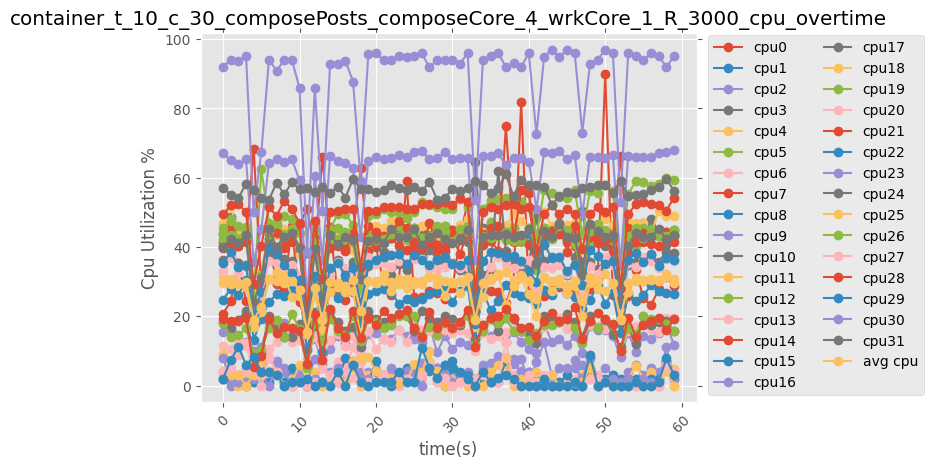 container_t_10_c_30_composePosts_composeCore_4_wrkCore_1_R_3000_cpu_overtime
Cpu Utilization %
100
80
60
40
20
0
0 10 20 30 40 50 60
time(s)
cpu0
cpu1
cpu2
cpu3
cpu4
cpu5
cpu6
cpu7
cpu8
cpu9
cpu10
cpu11
cpu12
cpu13
cpu14
cpu15
cpu16
cpu17
cpu18
cpu19
cpu20
cpu21
cpu22
cpu23
cpu24
cpu25
cpu26
cpu27
cpu28
cpu29
cpu30
cpu31
avg cpu